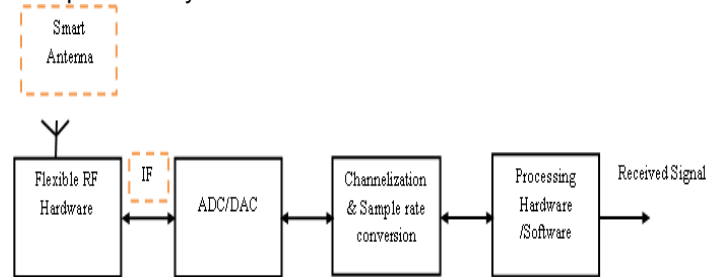 Smart
Antenna
Flexible RF
Hardware
IF
ADC/DAC
Channelization
& Sample rate
conversion
Processing
Hardware
/Software
Received Signal